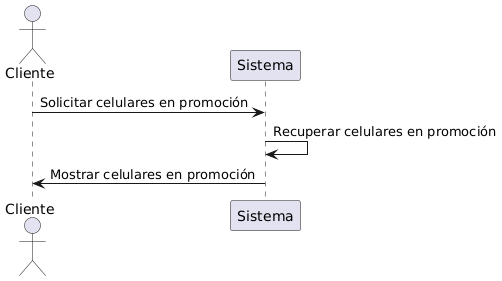 Cliente
Sistema
Solicitar celulares en promoción
Recuperar celulares en promoción
Mostrar celulares en promoción
Cliente
Sistema